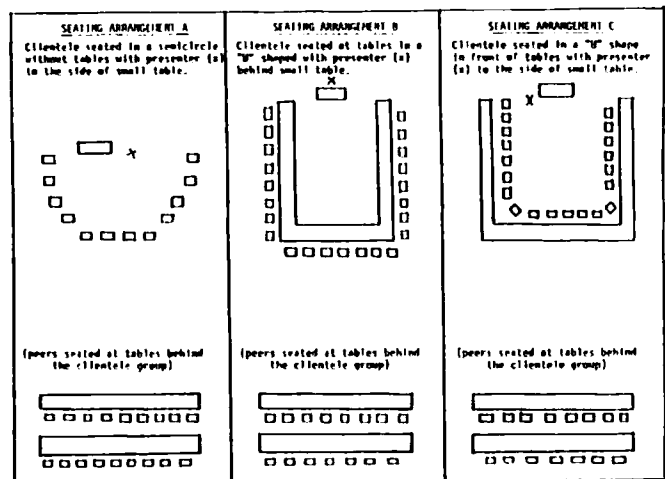 SEATING ARRANGEMENT A
Clientele seated in a semicircle
without tables with presenter (x)
to the side of small table.
x
(peers seated at tables behind
the clientele group)
SEATING ARRANGEMENT B
Clientele seated at tables in a
"U" shaped with presenter (x)
behind small table.
x
(peers seated at tables behind
the clientele group)
SEATING ARRANGEMENT C
Clientele seated in a "U" shape
in front of tables with presenter
(x) to the side of small table.
x
(peers seated at tables behind
the clientele group)